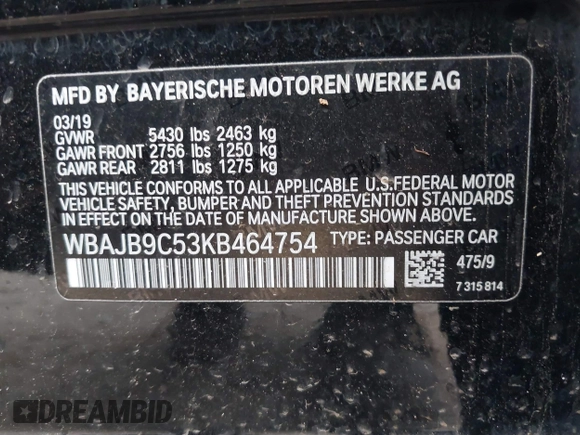 MFD BY BAYERISCHE MOTOREN WERKE AG
03/19
GVWR 5430 lbs 2463 kg
GAWR FRONT 2756 lbs 1250 kg
GAWR REAR 2811 lbs 1275 kg
THIS VEHICLE CONFORMS TO ALL APPLICABLE U.S.FEDERAL MOTOR
VEHICLE SAFETY, BUMPER AND THEFT PREVENTION STANDARDS
IN EFFECT ON THE DATE OF MANUFACTURE SHOWN ABOVE.
WBAJB9C53KB464754 TYPE: PASSENGER CAR
475/9
7 315 814
DREAMBID